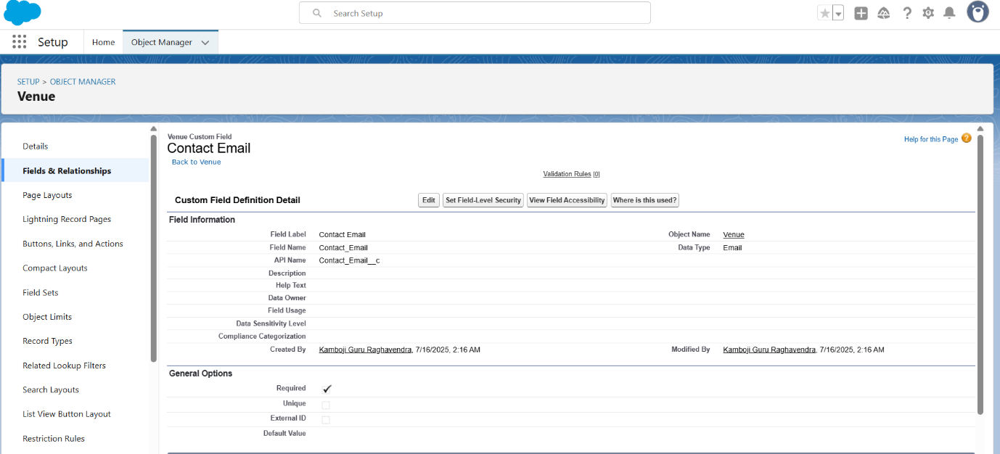 Search Setup
Setup
Home
Object Manager
SETUP > OBJECT MANAGER
Venue
Details
Fields & Relationships
Page Layouts
Lightning Record Pages
Buttons, Links, and Actions
Compact Layouts
Field Sets
Object Limits
Record Types
Related Lookup Filters
Search Layouts
List View Button Layout
Restriction Rules
Venue Custom Field
Contact Email
Back to Venue
Help for this Page ?
Validation Rules [0]
Custom Field Definition Detail
Edit Set Field-Level Security View Field Accessibility Where is this used?
Field Information
Field Label Contact Email Object Name Venue
Field Name Contact_Email Data Type Email
API Name Contact_Email__c
Description
Help Text
Data Owner
Field Usage
Data Sensitivity Level
Compliance Categorization
Created By Kamboji Guru Raghavendra, 7/16/2025, 2:16 AM Modified By Kamboji Guru Raghavendra, 7/16/2025, 2:16 AM
General Options
Required
Unique
External ID
Default Value